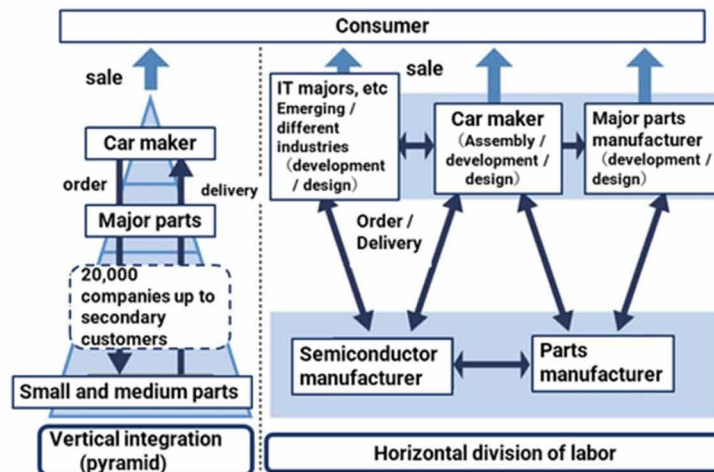 Consumer
sale
Car maker
order
delivery
Major parts
20,000
companies up to
secondary
customers
Small and medium parts
Vertical integration
(pyramid)
sale
IT majors, etc
Emerging /
different
industries
（development
/ design）
Car maker
（Assembly /
development /
design）
Major parts
manufacturer
（development /
design）
Order /
Delivery
Semiconductor
manufacturer
Parts
manufacturer
Horizontal division of labor